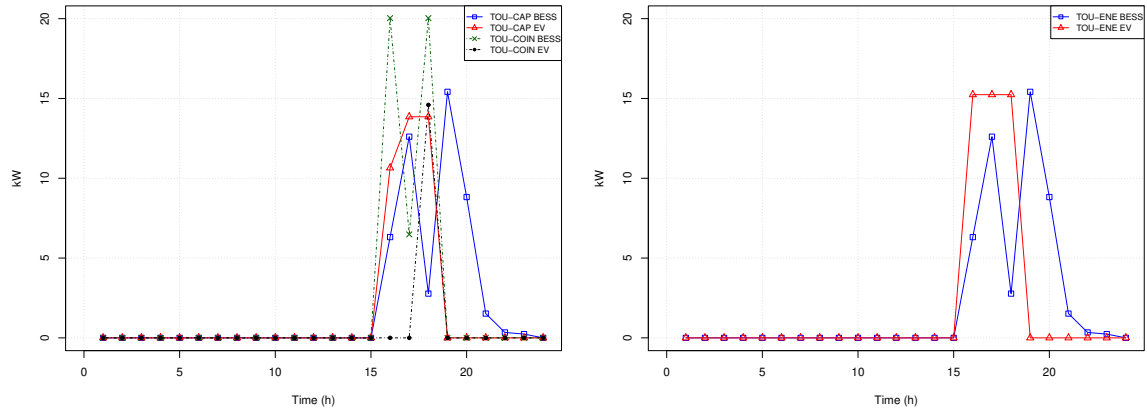 TOU−CAP BESS
TOU−CAP EV
TOU−COIN BESS
TOU−COIN EV
20
15
10
5
0
kW
0 5 10 15 20
Time (h)
TOU−ENE BESS
TOU−ENE EV
20
15
10
5
0
kW
0 5 10 15 20
Time (h)